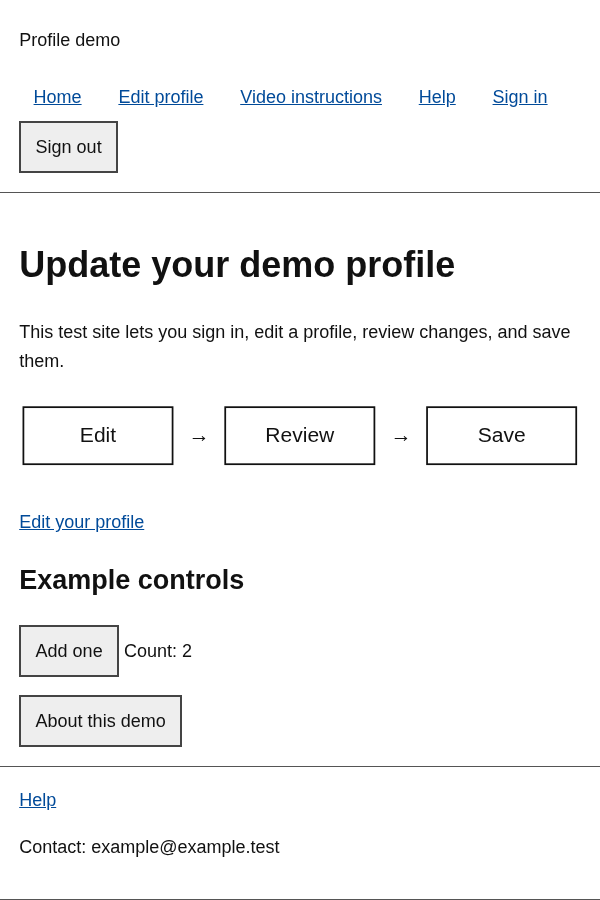 Profile demo
Home Edit profile Video instructions Help Sign in
Sign out
Update your demo profile
This test site lets you sign in, edit a profile, review changes, and save
them.
Edit → Review → Save
Edit your profile
Example controls
Add one Count: 2
About this demo
Help
Contact: example@example.test